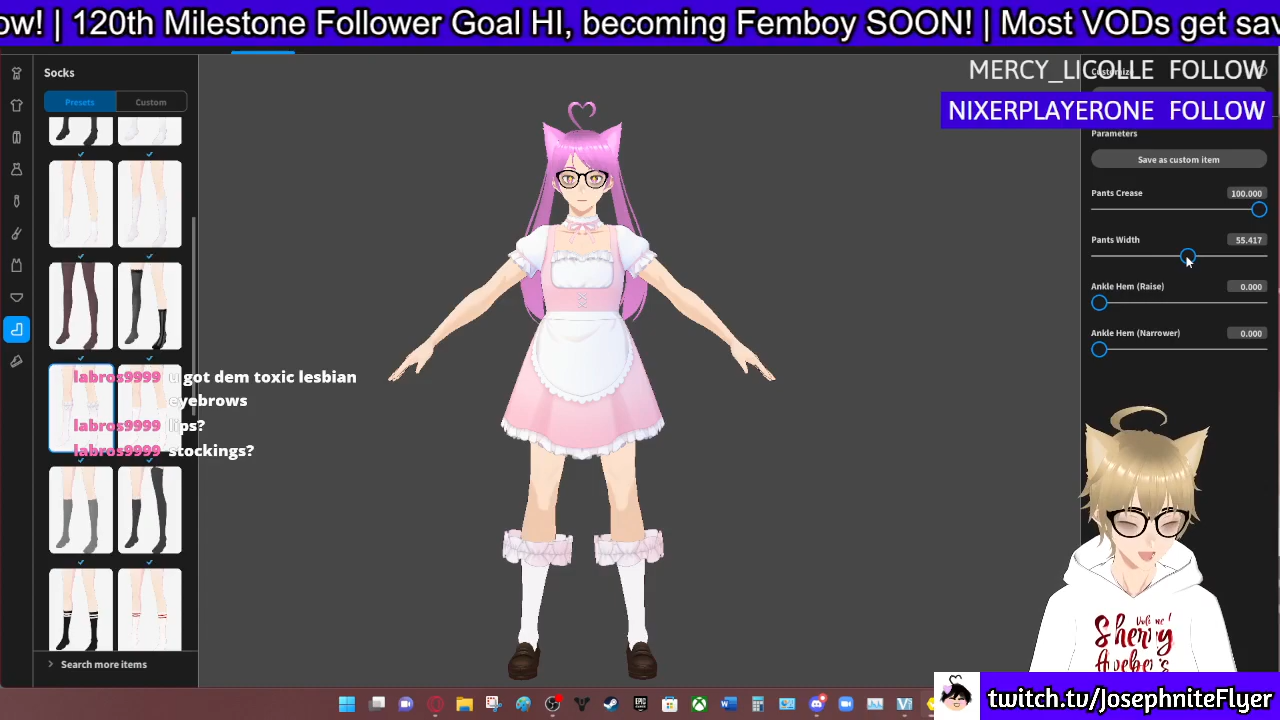 ow! | 120th Milestone Follower Goal HI, becoming Femboy SOON! | Most VODs get sav
Socks
Presets Custom
MERCY_LICOLLE FOLLOW
NIXERPLAYERONE FOLLOW
Parameters
Save as custom item
Pants Crease 100.000
Pants Width 55.417
Ankle Hem (Raise) 0.000
Ankle Hem (Narrower) 0.000
labros9999 u got dem toxic lesbian
eyebrows
labros9999 lips?
labros9999 stockings?
Search more items
Sherry
twitch.tv/JosephniteFlyer